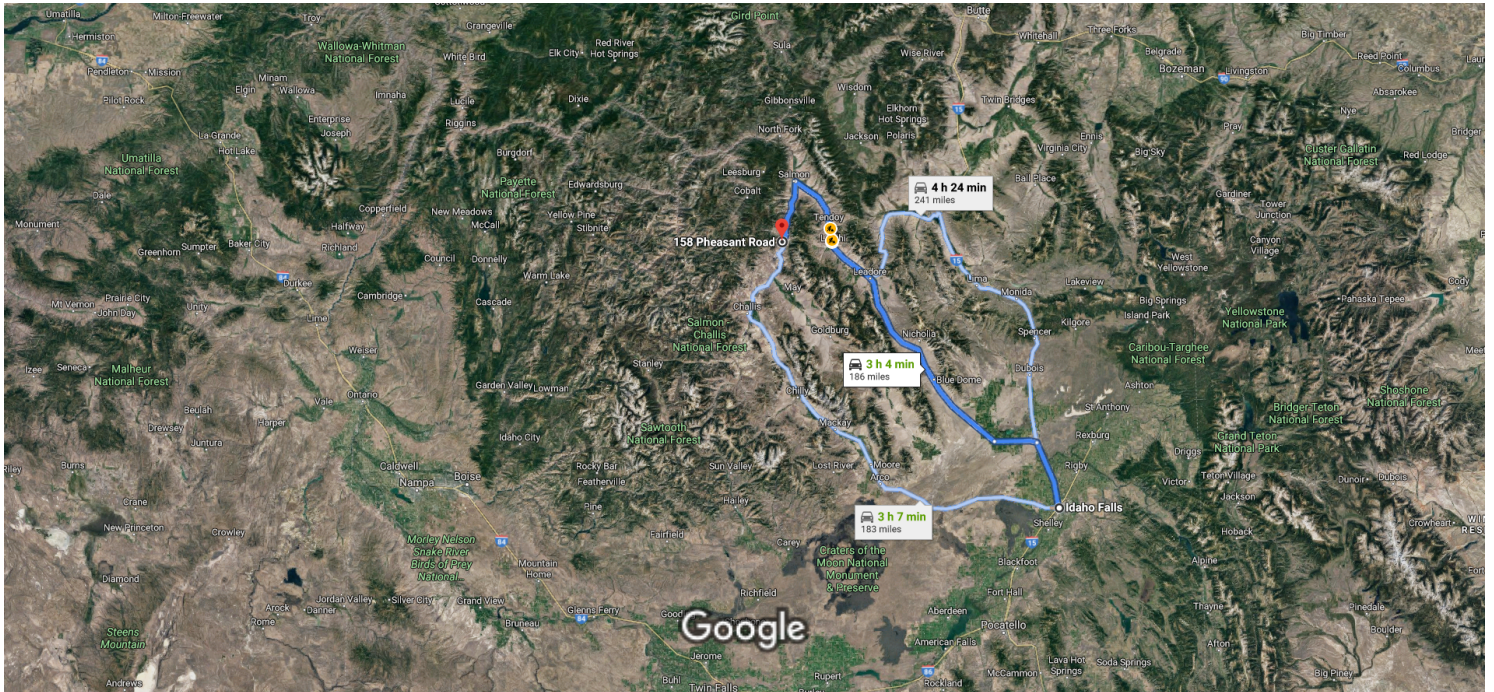 Umatilla
Milton-Freewater
Troy
Grangeville
Gird Point
Butte
Hermiston
Wallowa-Whitman
National Forest
White Bird
Elk City
Red River
Hot Springs
Sula
Wise River
Whitehall
Three Forks
Belgrade
Big Timber
Reed Point
Columbus
84
Pendleton
Mission
Minam
Wallowa
Elgin
Imnaha
Lucile
Dixie
Gibbonsville
Wisdom
Bozeman
Livingston
90
Absarokee
Pilot Rock
Enterprise
Joseph
Riggins
North Fork
Elkhorn
Hot Springs
15
Twin Bridges
Nye
La Grande
Hot Lake
Burgdorf
Jackson
Polaris
Ennis
Virginia City
Pray
Bridger
Umatilla
National Forest
Payette
National Forest
Edwardsburg
Leesburg
Salmon
Cobalt
4 h 24 min
241 miles
Ball Place
Big Sky
Custer Gallatin
National Forest
Red Lodge
Dale
Gardiner
Tower
Junction
Monument
Copperfield
New Meadows
McCall
Yellow Pine
Stibnite
Tendoy
Halfway
Richland
Sumpter
Baker City
Greenhorn
158 Pheasant Road
Canyon
Village
Council
Donnelly
West
Yellowstone
15
84
Durkee
Warm Lake
Leadore
Lima
Lakeview
Cody
Prairie City
John Day
Mt Vernon
Unity
Cambridge
Cascade
May
Challis
Monida
Big Springs
Island Park
Pahaska Tepee
Lime
Salmon-
Challis
National Forest
Goldburg
Nicholia
Spencer
Kilgore
Yellowstone
National Park
Izee
Seneca
Malheur
National Forest
Weiser
Stanley
3 h 4 min
186 miles
Blue Dome
Dubois
Caribou-Targhee
National Forest
Ashton
Garden Valley
Lowman
Chilly
Shoshone
National Forest
Vale
Ontario
Beulah
Drewsey
Juntura
Harper
Idaho City
Sawtooth
National Forest
Mackay
St Anthony
Rexburg
Bridger-Teton
National Forest
Grand Teton
National Park
Driggs
Riley
Burns
Caldwell
Nampa
Boise
Rocky Bar
Featherville
Sun Valley
Lost River
Moore
Arco
Rigby
Victor
Teton Village
Jackson
Dunoir
Dubois
Crane
Pine
Hailey
Idaho Falls
New Princeton
Crowley
3 h 7 min
183 miles
Shelley
Hoback
Crowheart
Morley Nelson
Snake River
Birds of Prey
National...
84
Fairfield
Carey
15
Craters of the
Moon National
Monument
& Preserve
Blackfoot
Alpine
Diamond
Mountain
Home
Fort Hall
Jordan Valley
Danner
Silver City
Grand View
Richfield
Arock
Rome
Bruneau
Glenns Ferry
84
Google
Aberdeen
Thayne
Pinedale
Boulder
Steens
Mountain
Pocatello
American Falls
Afton
Jerome
Lava Hot
Springs
Soda Springs
McCammon
Andrews
Buhl
Twin Falls
Rupert
86
Rockland
Big Piney